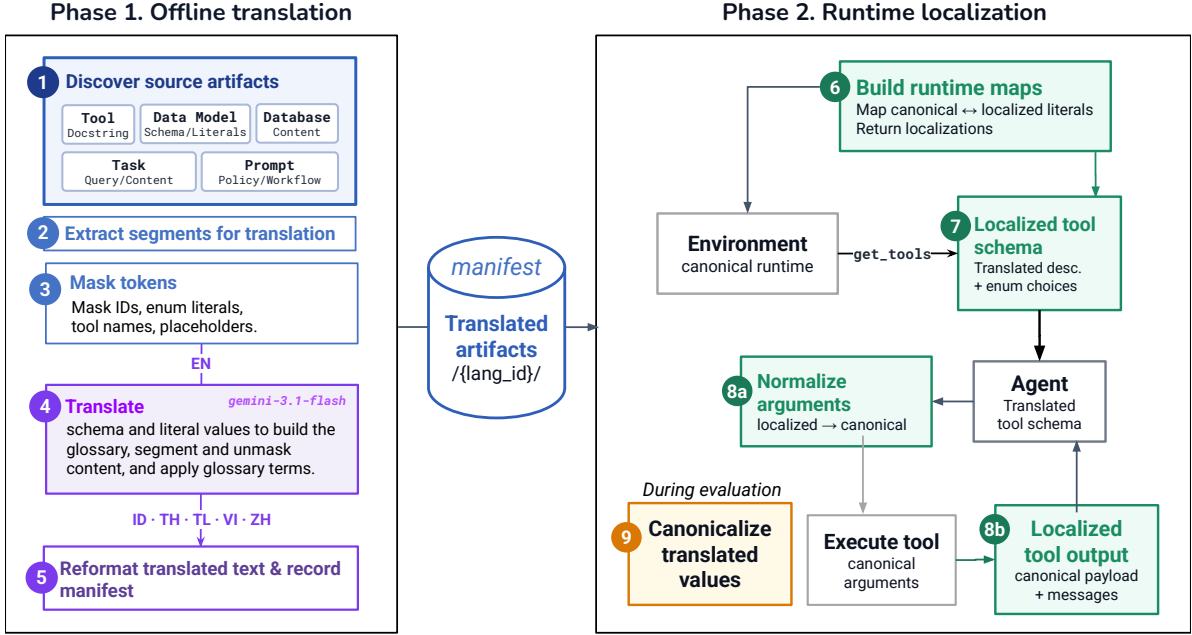 Phase 1. Offline translation
1 Discover source artifacts
Tool
Docstring
Data Model
Schema/Literals
Database
Content
Task
Query/Content
Prompt
Policy/Workflow
2 Extract segments for translation
3 Mask tokens
Mask IDs, enum literals,
tool names, placeholders.
EN
4 Translate
gemini-3.1-flash
schema and literal values to build the
glossary, segment and unmask
content, and apply glossary terms.
ID · TH · TL · VI · ZH
5 Reformat translated text & record
manifest
manifest
Translated
artifacts
/{lang_id}/
Phase 2. Runtime localization
6 Build runtime maps
Map canonical ↔ localized literals
Return localizations
Environment
canonical runtime
get_tools
7 Localized tool
schema
Translated desc.
+ enum choices
Agent
Translated
tool schema
8a Normalize
arguments
localized → canonical
During evaluation
9 Canonicalize
translated
values
Execute tool
canonical
arguments
8b Localized
tool output
canonical payload
+ messages